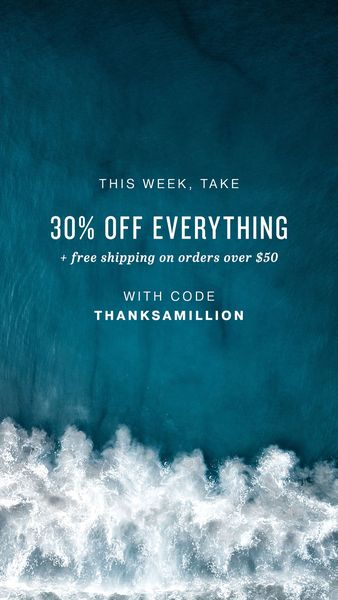 THIS WEEK, TAKE
30% OFF EVERYTHING
+ free shipping on orders over $50
WITH CODE
THANKSAMILLION